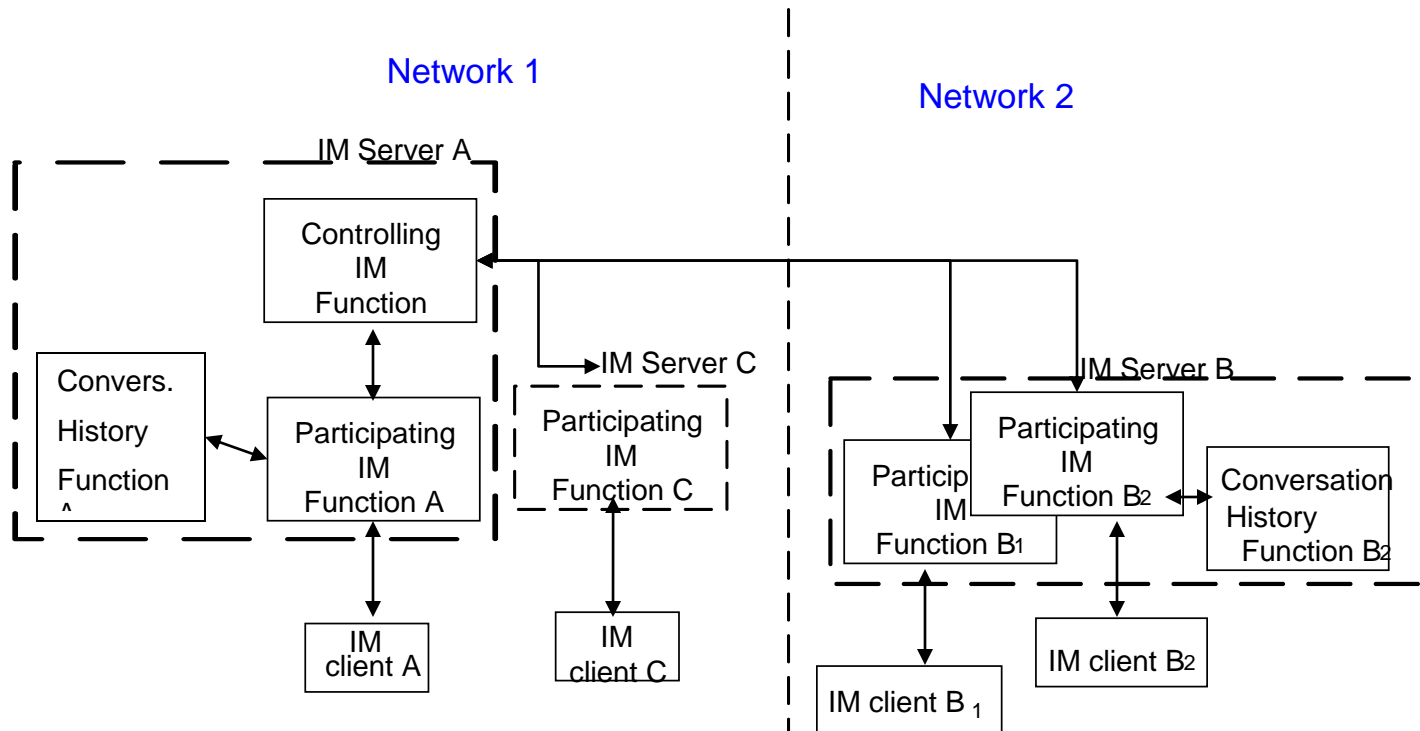 Network 1
Network 2
IM Server A
Controlling
IM
Function
IM Server C
IM Server B
Convers.
History
Function
Participating
IM
Function A
Participating
IM
Function C
IM
Function B1
Participating
IM
Function B2
Conversation
History
Function B2
IM
client A
IM
client C
IM client B2
IM client B 1